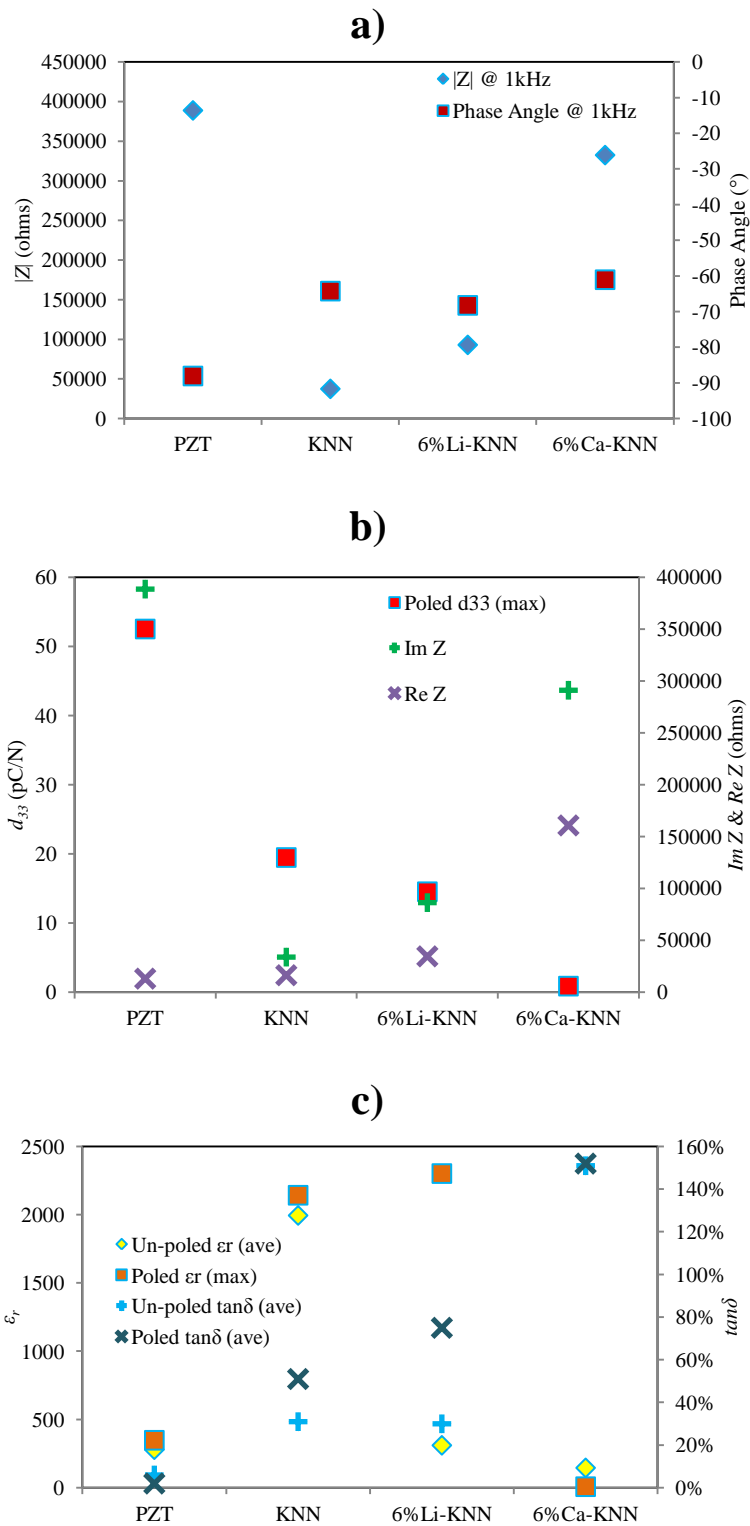 a)
450000
400000
350000
300000
250000
200000
150000
100000
50000
0
|Z| (ohms)
|Z| @ 1kHz
Phase Angle @ 1kHz
0
-10
-20
-30
-40
-50
-60
-70
-80
-90
-100
Phase Angle (°)
PZT
KNN
6%Li-KNN
6%Ca-KNN
b)
60
50
40
30
20
10
0
d33 (pC/N)
Poled d33 (max)
Im Z
Re Z
400000
350000
300000
250000
200000
150000
100000
50000
0
Im Z & Re Z (ohms)
PZT
KNN
6%Li-KNN
6%Ca-KNN
c)
2500
2000
1500
1000
500
0
εr
Un-poled εr (ave)
Poled εr (max)
Un-poled tanδ (ave)
Poled tanδ (ave)
160%
140%
120%
100%
80%
60%
40%
20%
0%
tanδ
PZT
KNN
6%Li-KNN
6%Ca-KNN